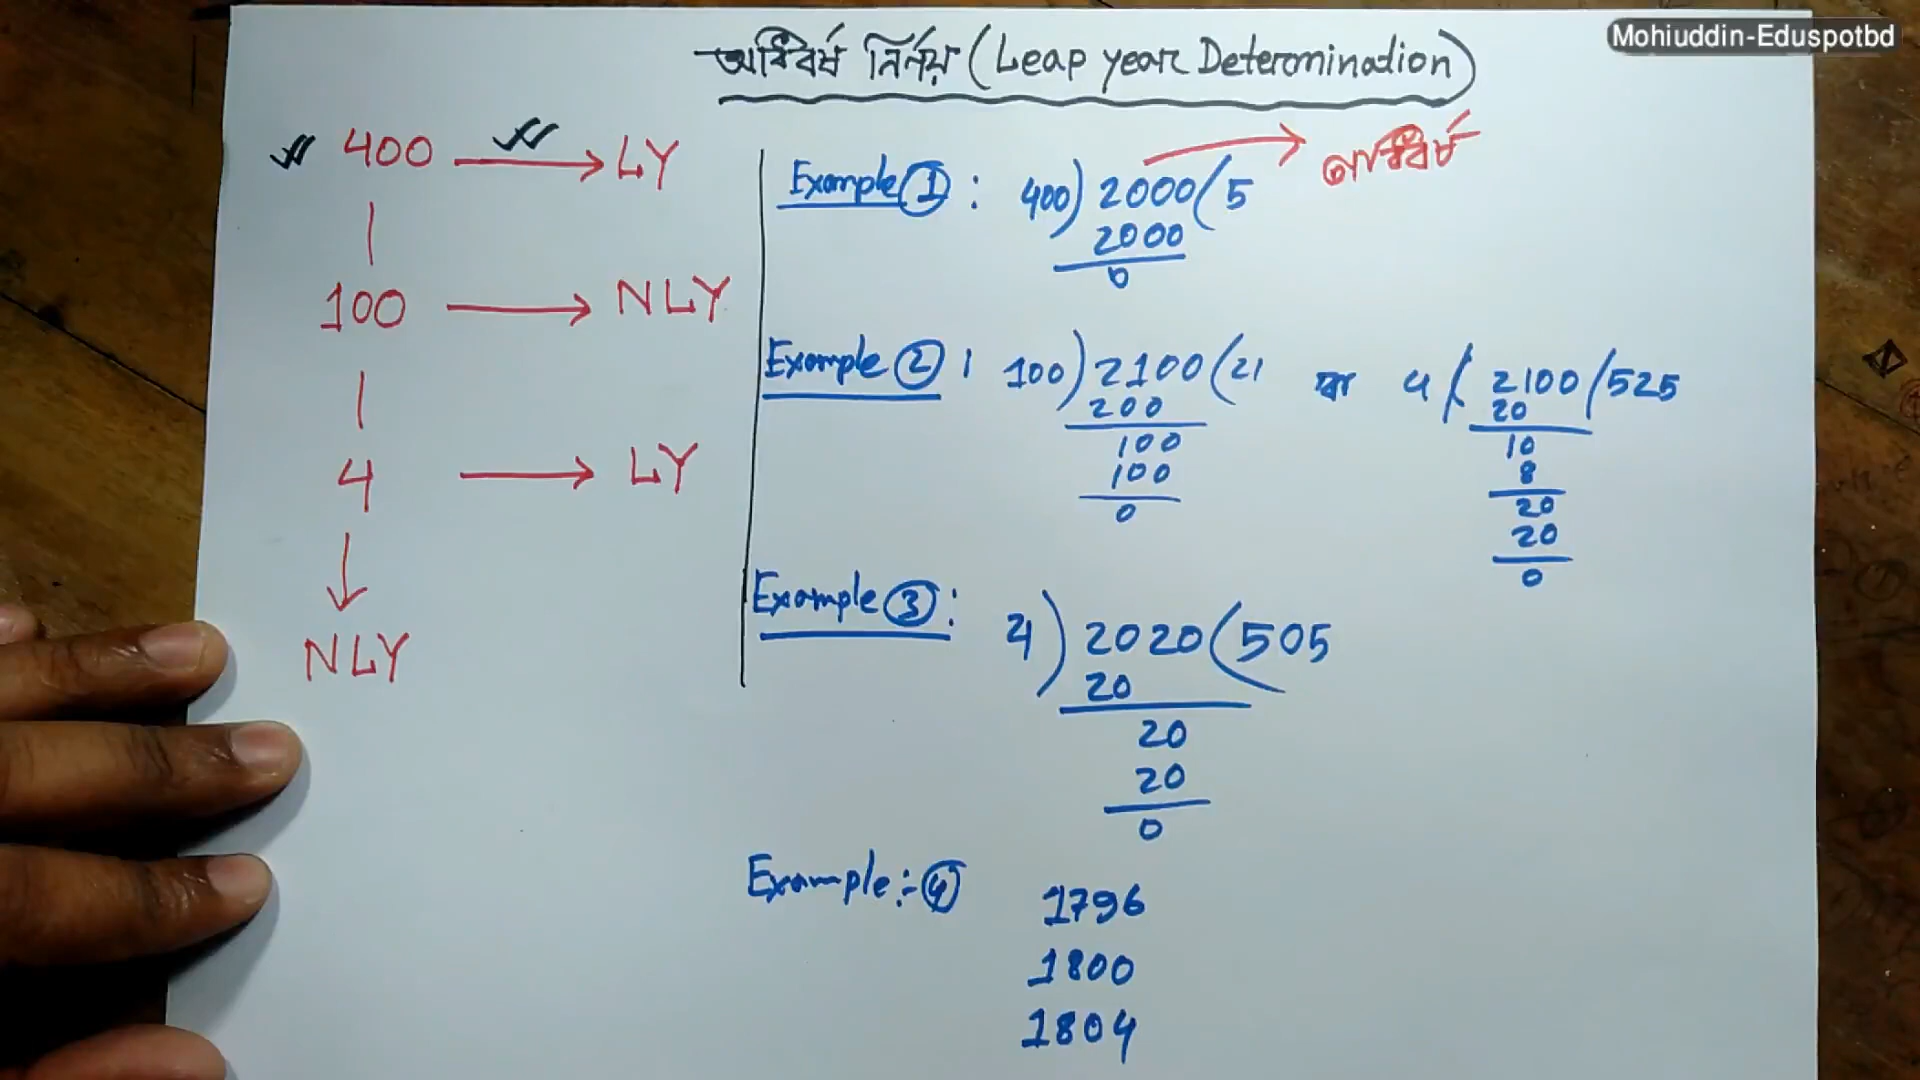 অধিবর্ষ নির্নয় (Leap year Determination)
Mohiuddin-Eduspotbd
400 → LY
100 → NLY
4 → LY
NLY
Example ① : 400) 2000 (5 → অধিবর্ষ
2000
0
Example ② : 100) 2100 (21 বা 4 ( 2100 (525
200
100
100
0
20
10
8
20
20
0
Example ③ : 4) 2020 (505
20
20
20
0
Example :- ④ 1796
1800
1804